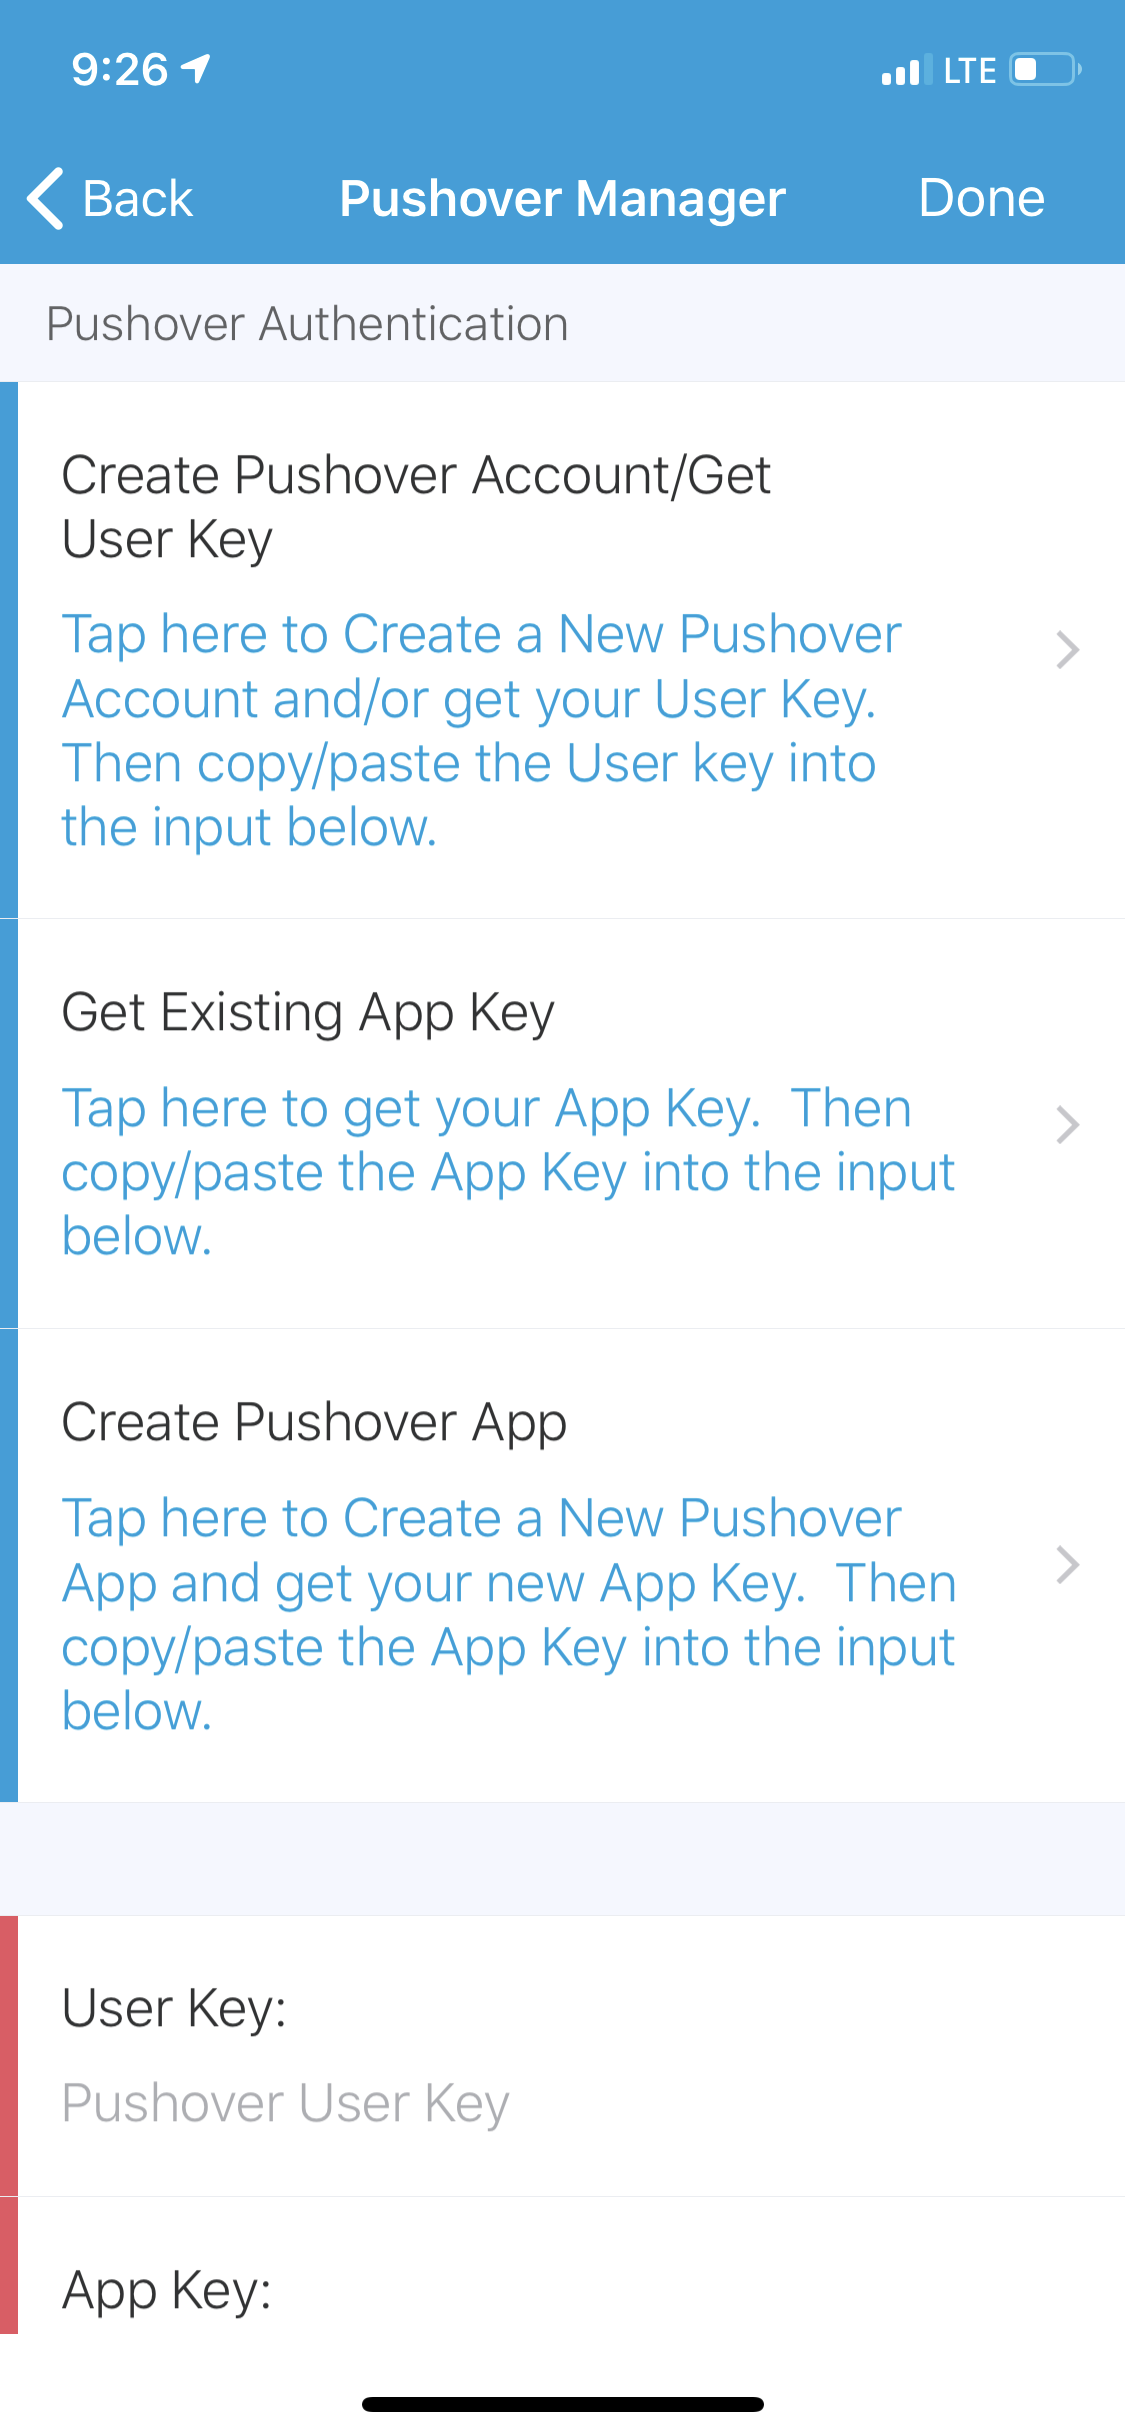 9:26
LTE
Back
Pushover Manager
Done
Pushover Authentication
Create Pushover Account/Get
User Key
Tap here to Create a New Pushover
Account and/or get your User Key.
Then copy/paste the User key into
the input below.
Get Existing App Key
Tap here to get your App Key.  Then
copy/paste the App Key into the input
below.
Create Pushover App
Tap here to Create a New Pushover
App and get your new App Key.  Then
copy/paste the App Key into the input
below.
User Key:
Pushover User Key
App Key: